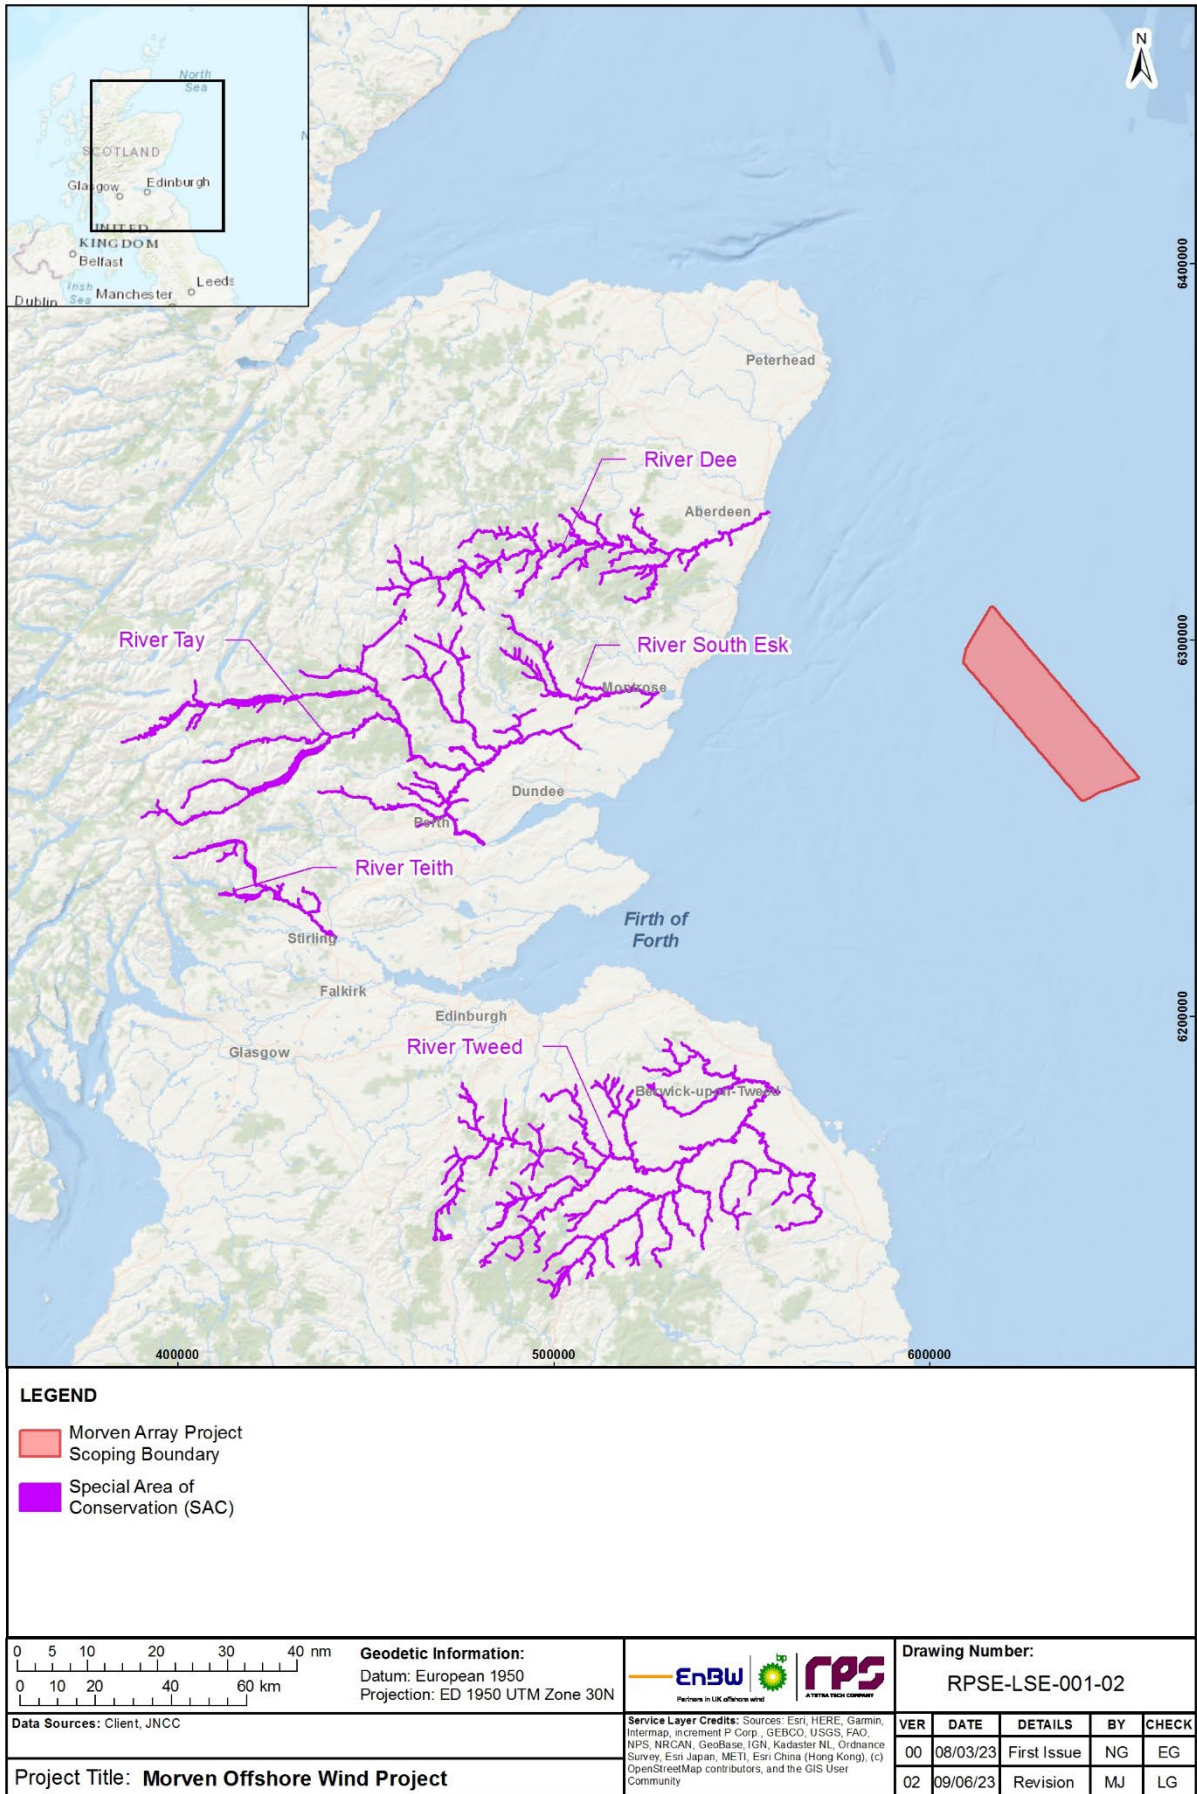 North
Sea
SCOTLAND
Glasgow
Edinburgh
UNITED
KINGDOM
Belfast
Irish
Sea
Leeds
Manchester
Dublin
N
6400000
Peterhead
River Dee
Aberdeen
River Tay
River South Esk
6300000
Montrose
Dundee
Perth
River Teith
Firth of
Forth
Stirling
Falkirk
Edinburgh
6200000
River Tweed
Glasgow
Berwick-upon-Tweed
400000
500000
600000
LEGEND
Morven Array Project
Scoping Boundary
Special Area of
Conservation (SAC)
0 5 10 20 30 40 nm
0 10 20 40 60 km
Geodetic Information:
Datum: European 1950
Projection: ED 1950 UTM Zone 30N
Data Sources: Client, JNCC
Project Title: Morven Offshore Wind Project
EnBW
bp
Partners in UK offshore wind
rps
A TETRA TECH COMPANY
Service Layer Credits: Sources: Esri, HERE, Garmin,
Intermap, increment P Corp., GEBCO, USGS, FAO,
NPS, NRCAN, GeoBase, IGN, Kadaster NL, Ordnance
Survey, Esri Japan, METI, Esri China (Hong Kong), (c)
OpenStreetMap contributors, and the GIS User
Community
Drawing Number:
RPSE-LSE-001-02
VER DATE DETAILS BY CHECK
00 08/03/23 First Issue NG EG
02 09/06/23 Revision MJ LG